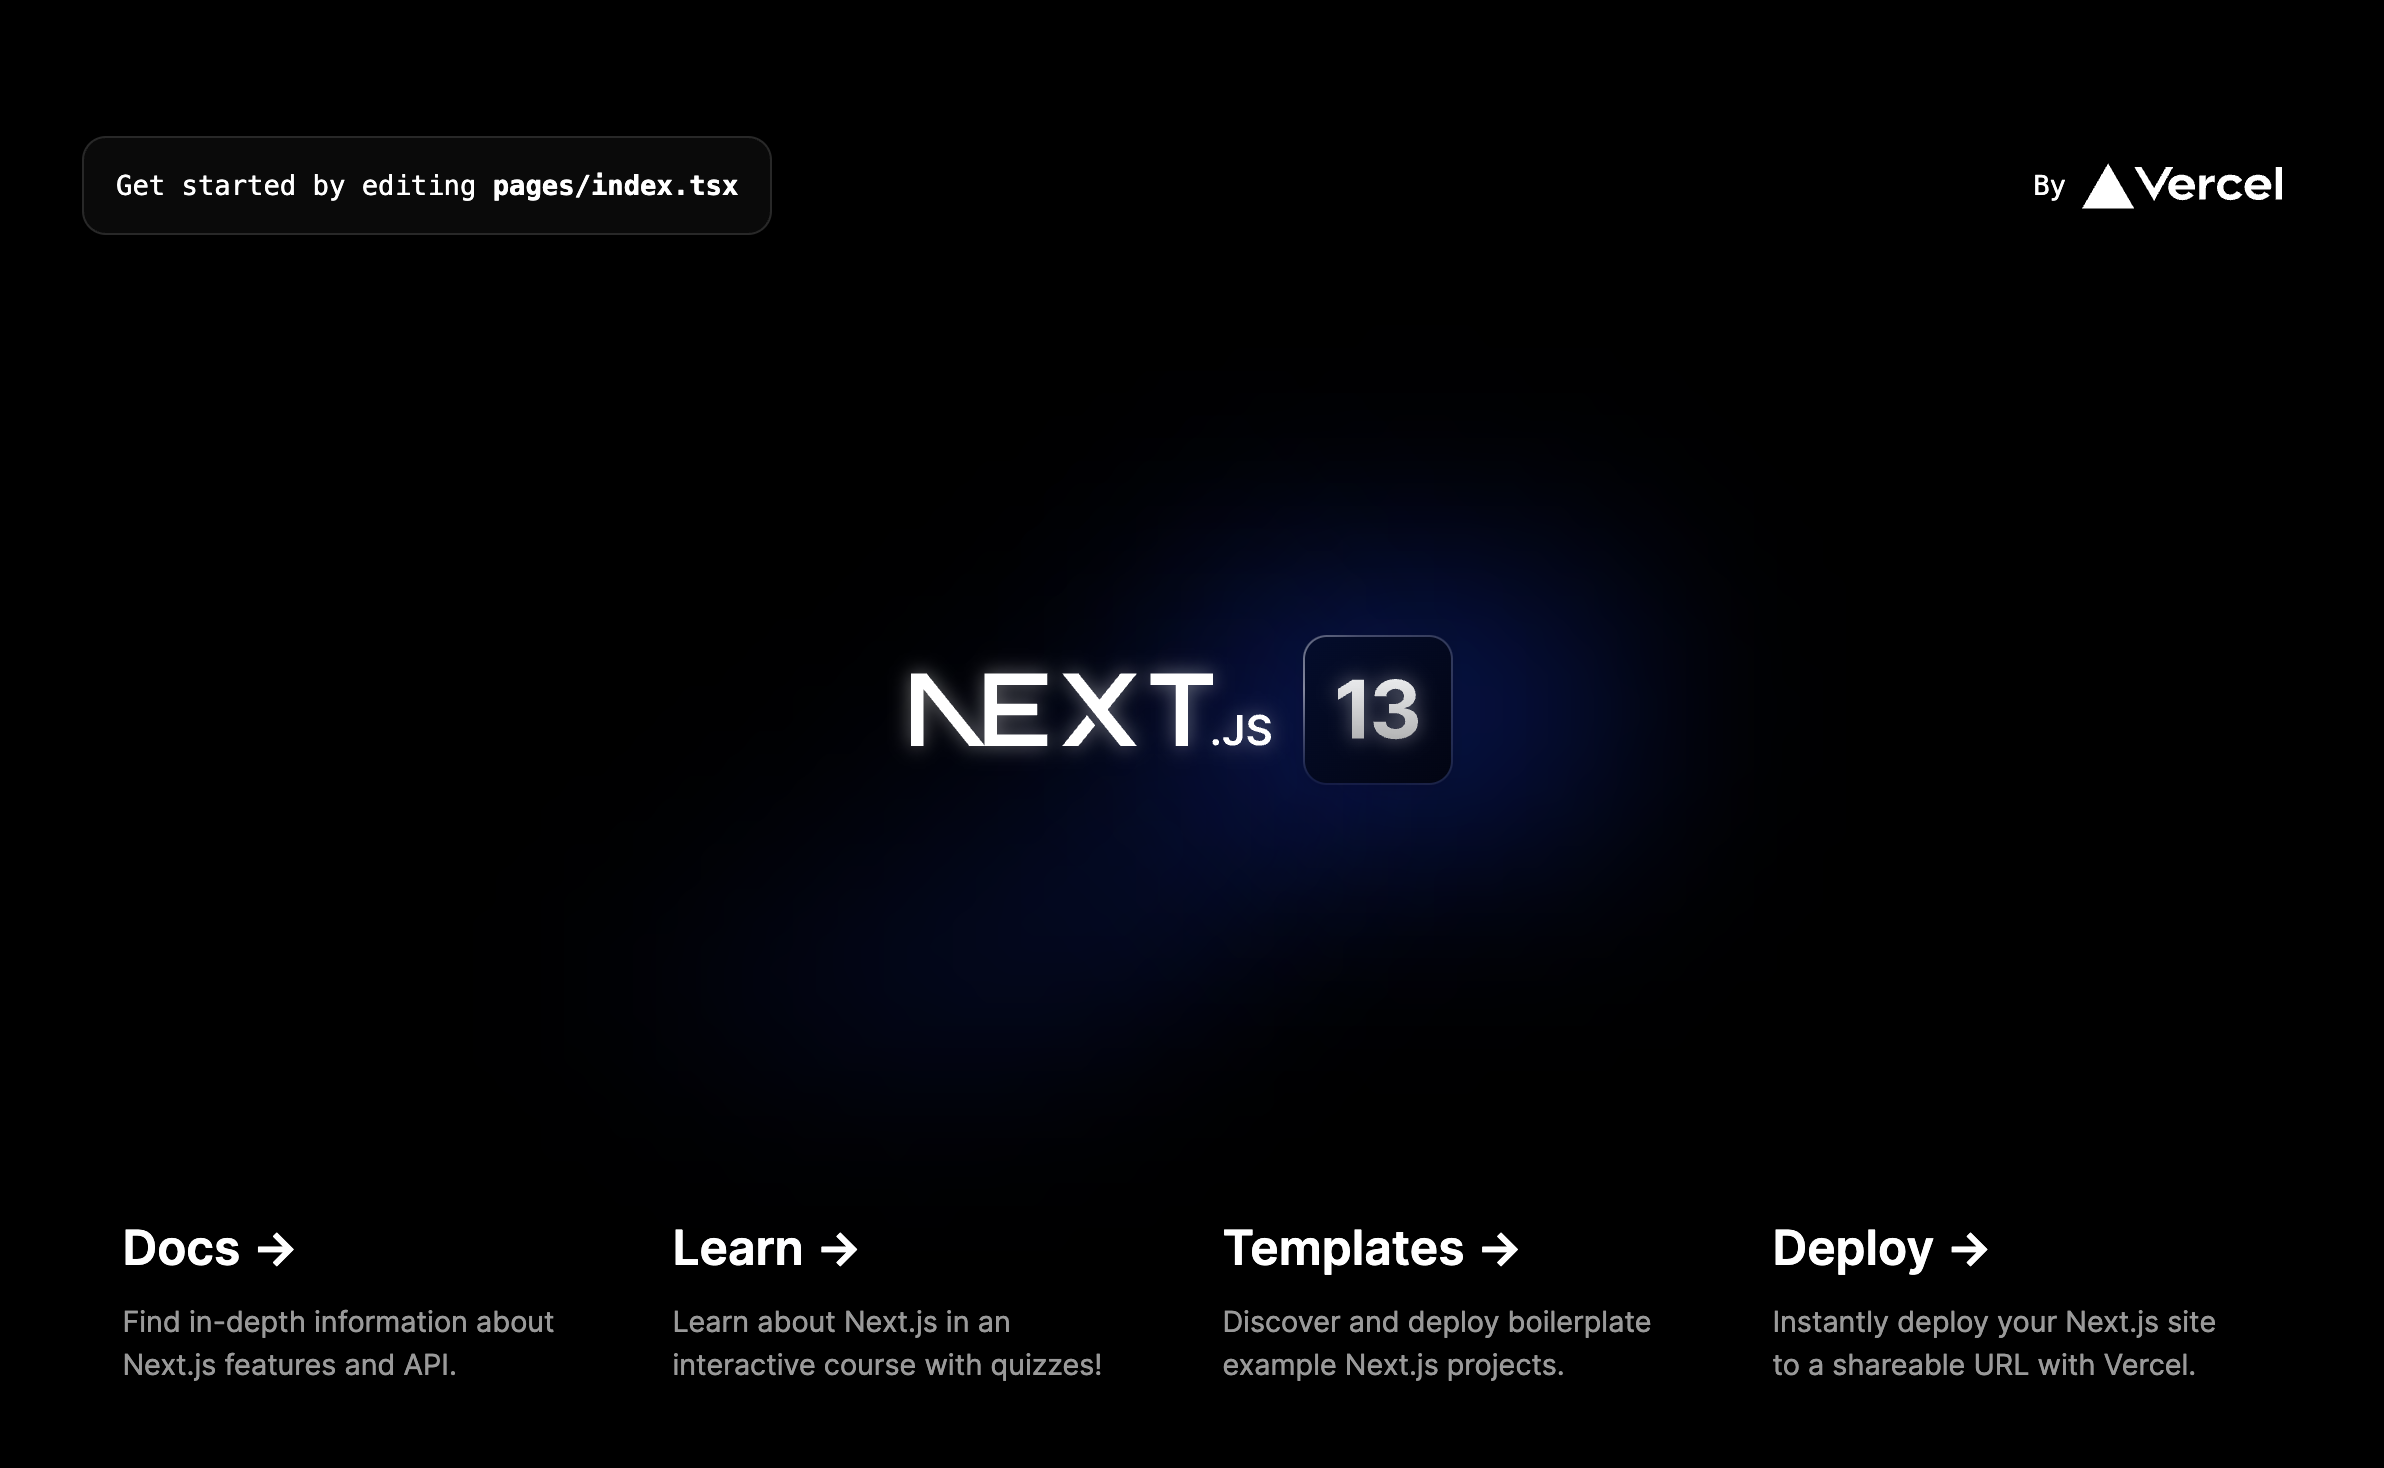 Get started by editing pages/index.tsx
By Vercel
NEXT.JS 13
Docs →
Find in-depth information about
Next.js features and API.
Learn →
Learn about Next.js in an
interactive course with quizzes!
Templates →
Discover and deploy boilerplate
example Next.js projects.
Deploy →
Instantly deploy your Next.js site
to a shareable URL with Vercel.